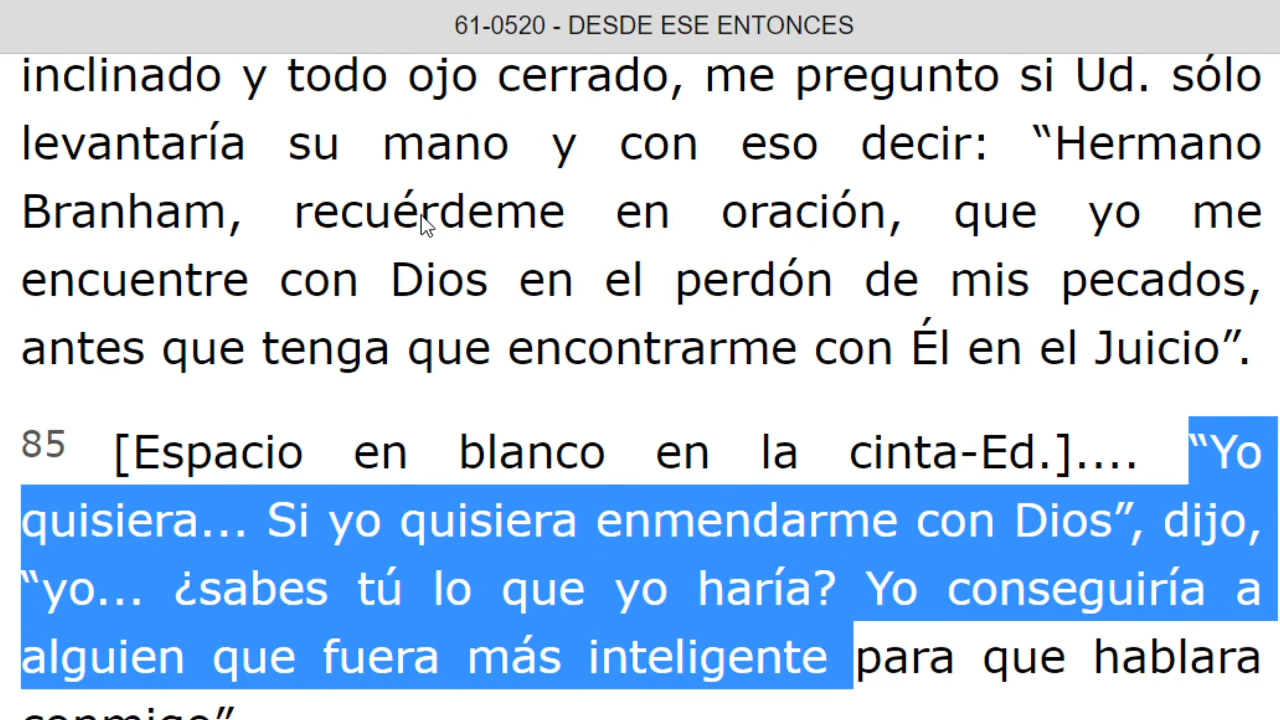 61-0520 - DESDE ESE ENTONCES
inclinado y todo ojo cerrado, me pregunto si Ud. sólo
levantaría su mano y con eso decir: “Hermano
Branham, recuérdeme en oración, que yo me
encuentre con Dios en el perdón de mis pecados,
antes que tenga que encontrarme con Él en el Juicio”.
85 [Espacio en blanco en la cinta-Ed.].... “Yo
quisiera... Si yo quisiera enmendarme con Dios”, dijo,
“yo... ¿sabes tú lo que yo haría? Yo conseguiría a
alguien que fuera más inteligente para que hablara
conmigo”